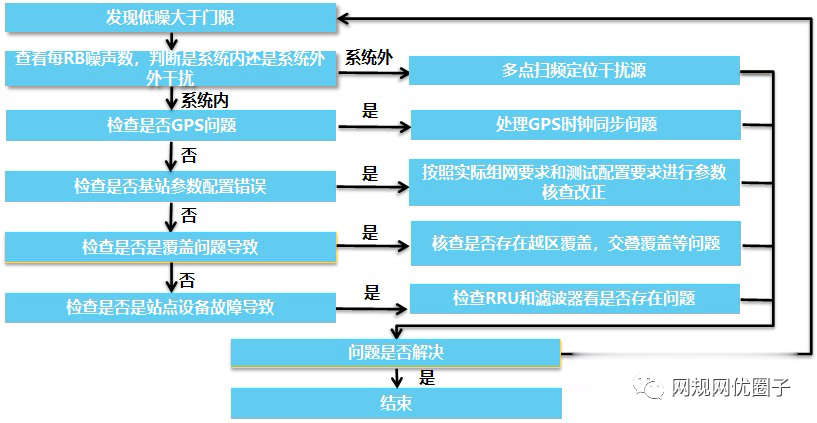 发现低噪大于门限
查看每RB噪声数，判断是系统内还是系统外
外干扰
系统外
多点扫频定位干扰源
系统内
检查是否GPS问题
是
处理GPS时钟同步问题
否
检查是否基站参数配置错误
是
按照实际组网要求和测试配置要求进行参数
核查改正
否
检查是否是覆盖问题导致
是
核查是否存在越区覆盖，交叠覆盖等问题
否
检查是否是站点设备故障导致
是
检查RRU和滤波器看是否存在问题
问题是否解决
是
结束
网规网优圈子